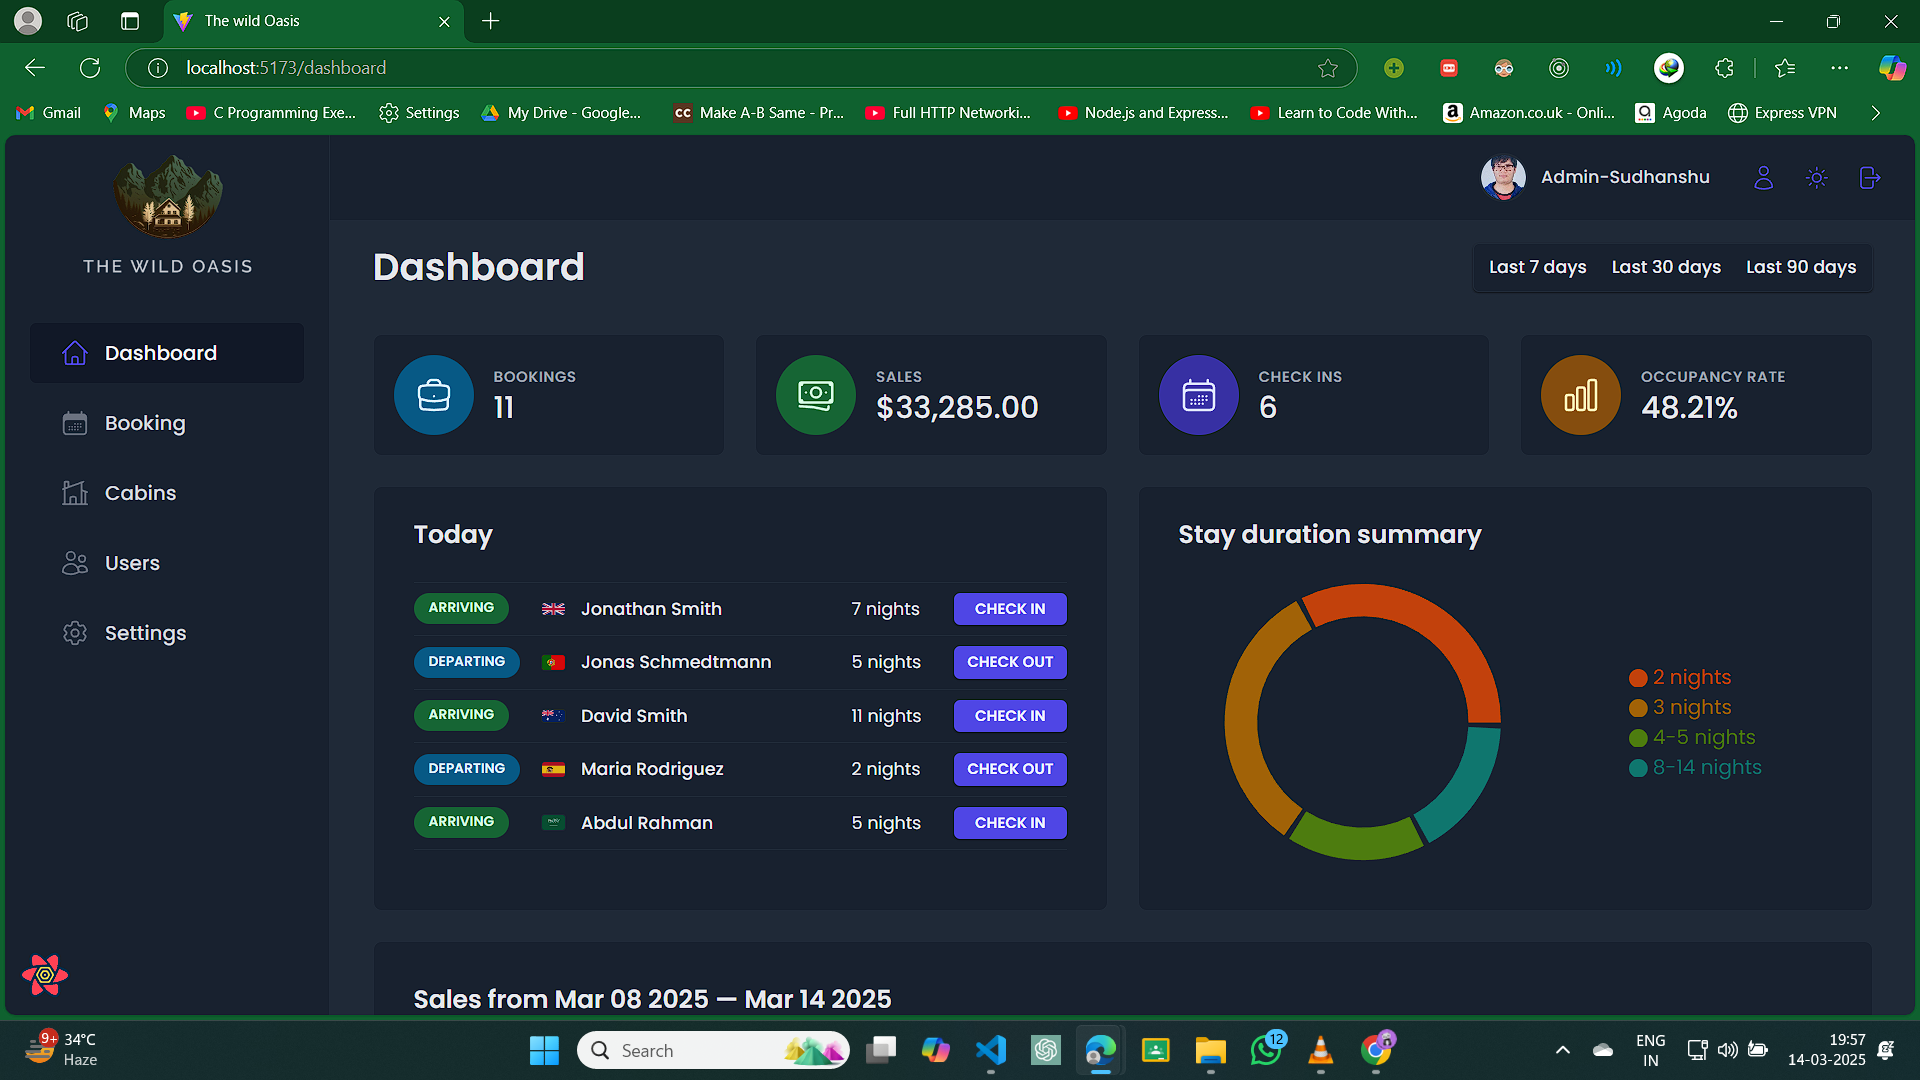 The wild Oasis
localhost:5173/dashboard
Gmail
Maps
C Programming Exe...
Settings
My Drive - Google...
CC
Make A-B Same - Pr...
Full HTTP Networki...
Node.js and Express...
Learn to Code With...
Amazon.co.uk - Onli...
Agoda
Express VPN
THE WILD OASIS
Admin-Sudhanshu
Dashboard
Booking
Cabins
Users
Settings
Dashboard
Last 7 days
Last 30 days
Last 90 days
BOOKINGS
11
SALES
$33,285.00
CHECK INS
6
OCCUPANCY RATE
48.21%
Today
ARRIVING Jonathan Smith 7 nights CHECK IN
DEPARTING Jonas Schmedtmann 5 nights CHECK OUT
ARRIVING David Smith 11 nights CHECK IN
DEPARTING Maria Rodriguez 2 nights CHECK OUT
ARRIVING Abdul Rahman 5 nights CHECK IN
Stay duration summary
2 nights
3 nights
4-5 nights
8-14 nights
Sales from Mar 08 2025 — Mar 14 2025
9+
34°C
Haze
Search
12
ENG
IN
19:57
14-03-2025